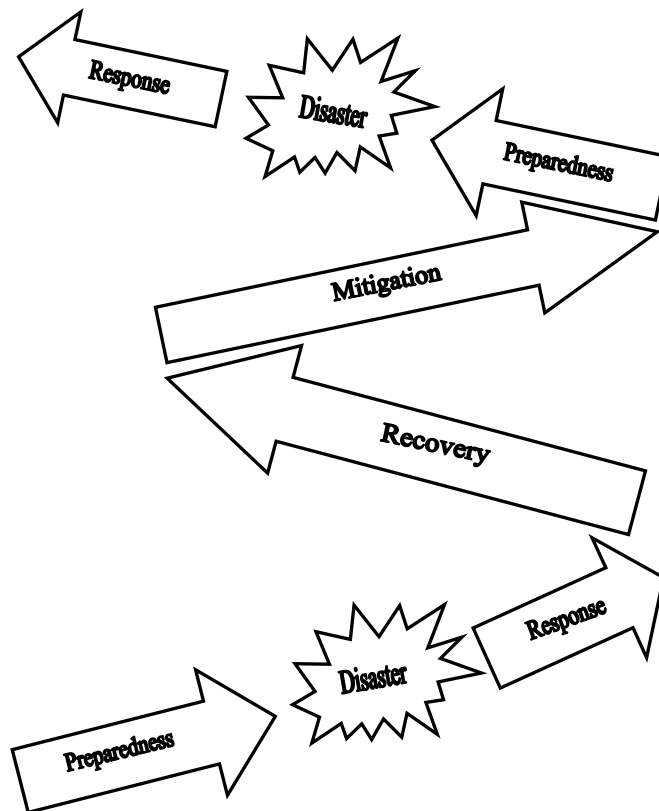 Response
Disaster
Preparedness
Mitigation
Recovery
Response
Disaster
Preparedness